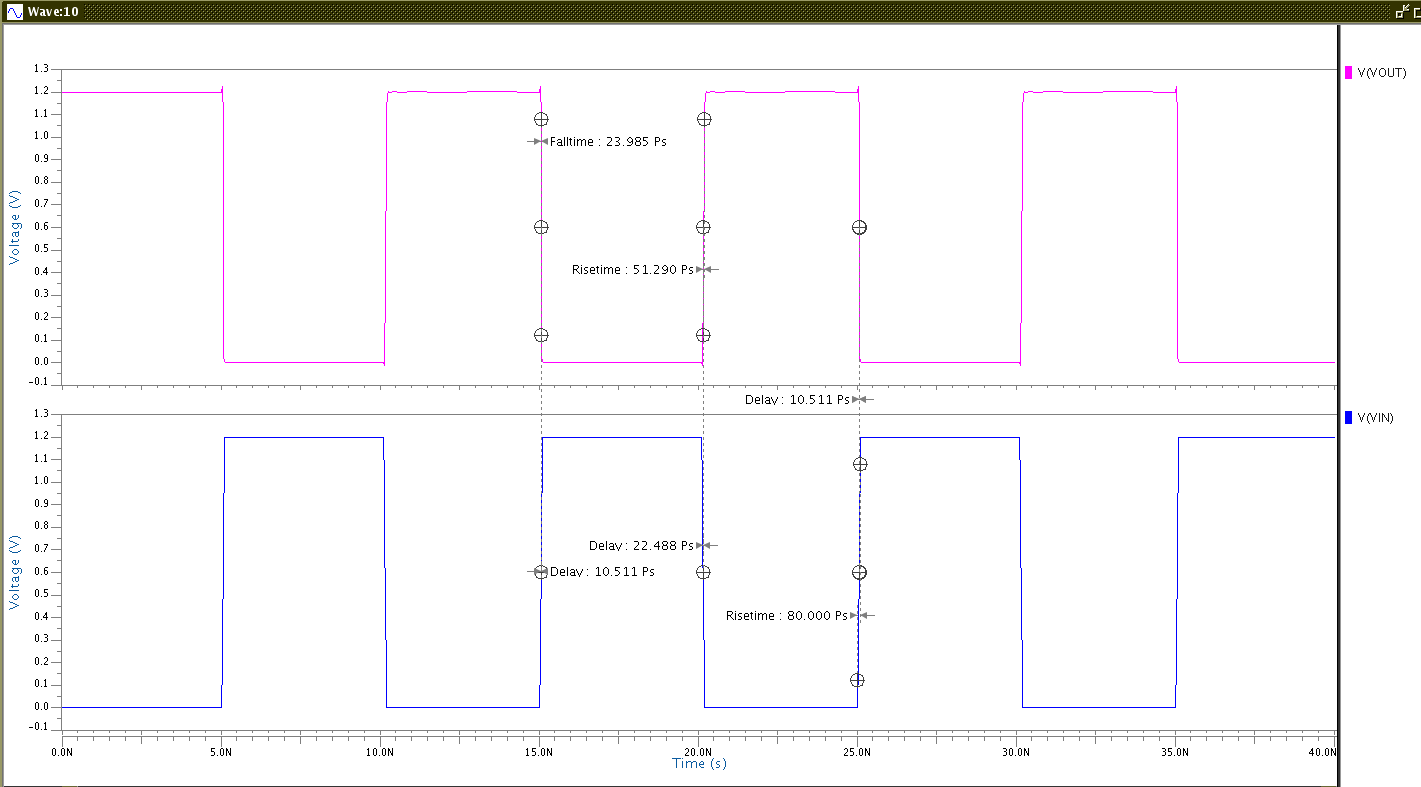 Wave:10
V(VOUT)
1.3
1.2
1.1
1.0
0.9
0.8
0.7
0.6
0.5
0.4
0.3
0.2
0.1
0.0
-0.1
Voltage (V)
Falltime : 23.985 Ps
Risetime : 51.290 Ps
Delay : 10.511 Ps
V(VIN)
1.3
1.2
1.1
1.0
0.9
0.8
0.7
0.6
0.5
0.4
0.3
0.2
0.1
0.0
-0.1
Voltage (V)
Delay : 22.488 Ps
Delay : 10.511 Ps
Risetime : 80.000 Ps
0.0N 5.0N 10.0N 15.0N 20.0N 25.0N 30.0N 35.0N 40.0N
Time (s)